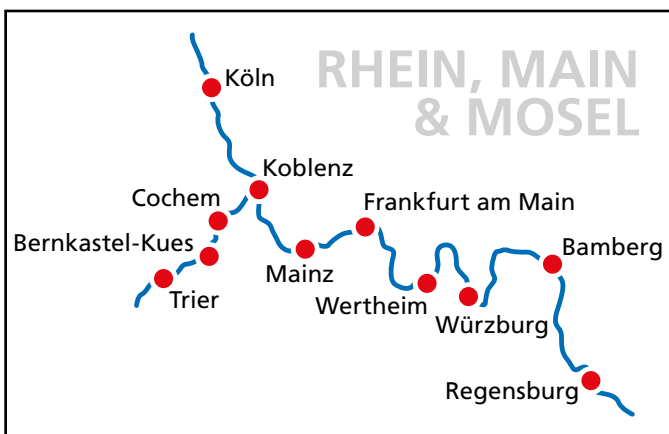 RHEIN, MAIN
& MOSEL
Köln
Koblenz
Cochem
Frankfurt am Main
Bernkastel-Kues
Bamberg
Mainz
Trier
Wertheim
Würzburg
Regensburg